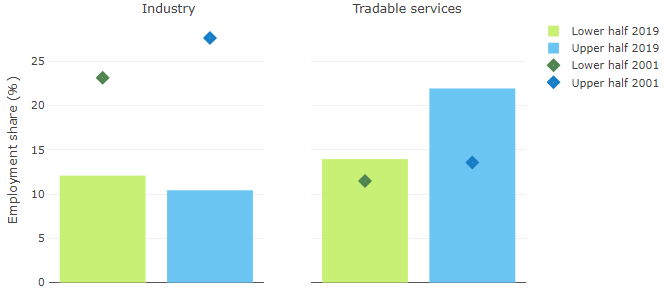 Industry
Tradable services
Employment share (%)
25
20
15
10
5
0
Lower half 2019
Upper half 2019
Lower half 2001
Upper half 2001